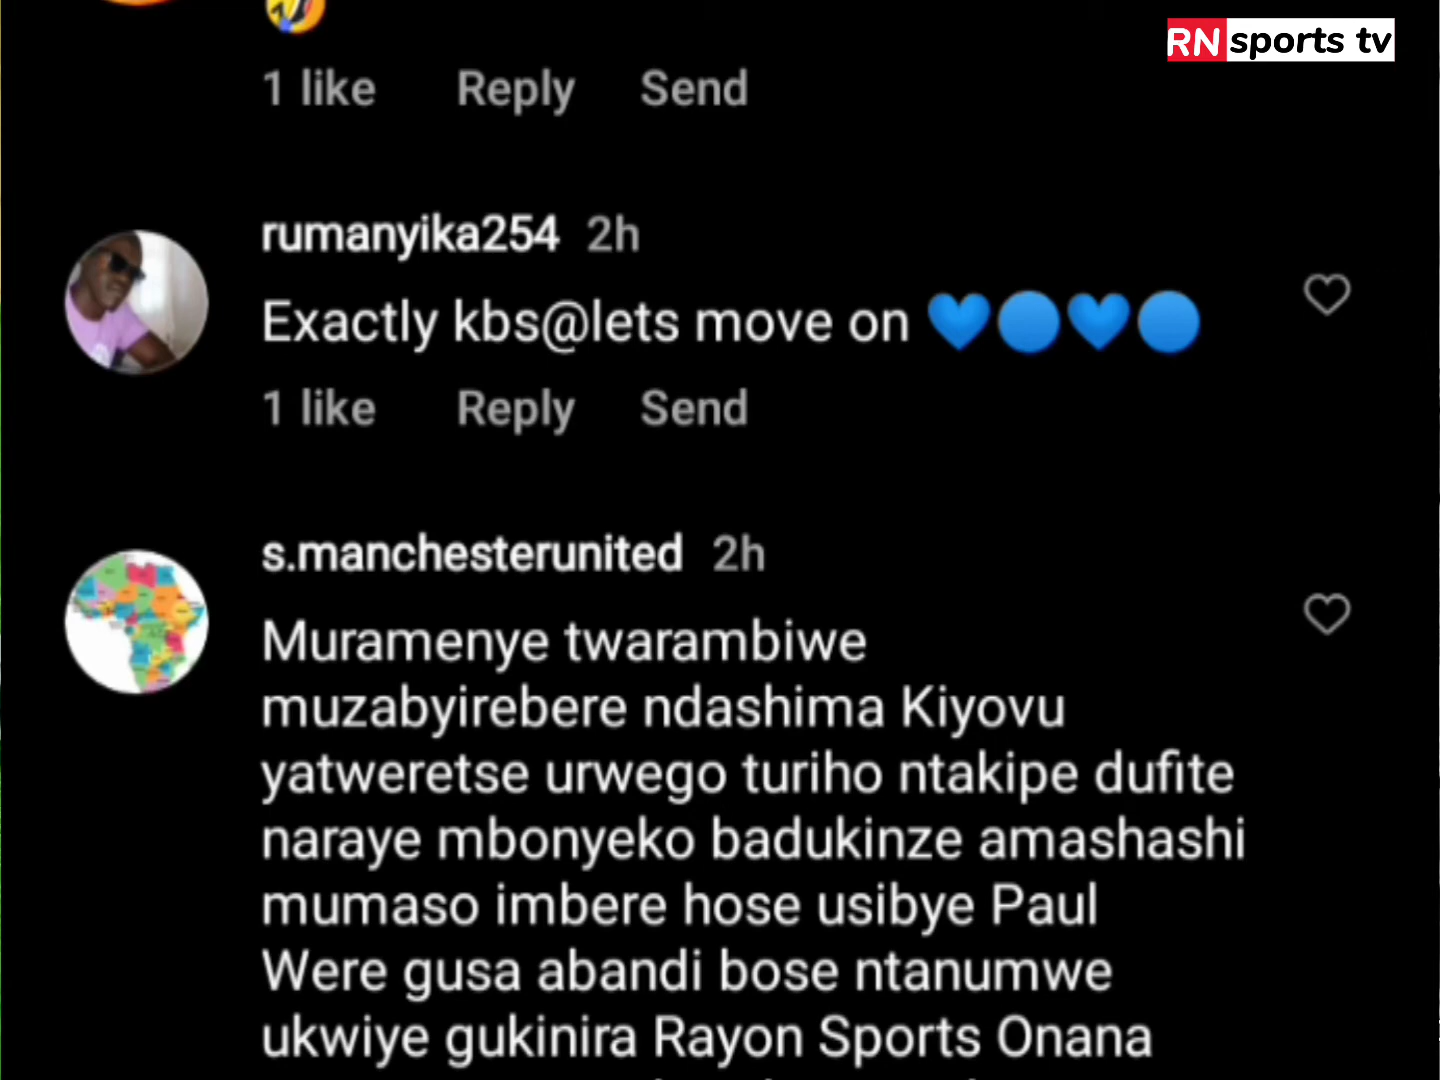 RN sports tv
1 like Reply Send
rumanyika254 2h
Exactly kbs@lets move on 💙🔵💙🔵
1 like Reply Send
s.manchesterunited 2h
Muramenye twarambiwe
muzabyirebere ndashima Kiyovu
yatweretse urwego turiho ntakipe dufite
naraye mbonyeko badukinze amashashi
mumaso imbere hose usibye Paul
Were gusa abandi bose ntanumwe
ukwiye gukinira Rayon Sports Onana